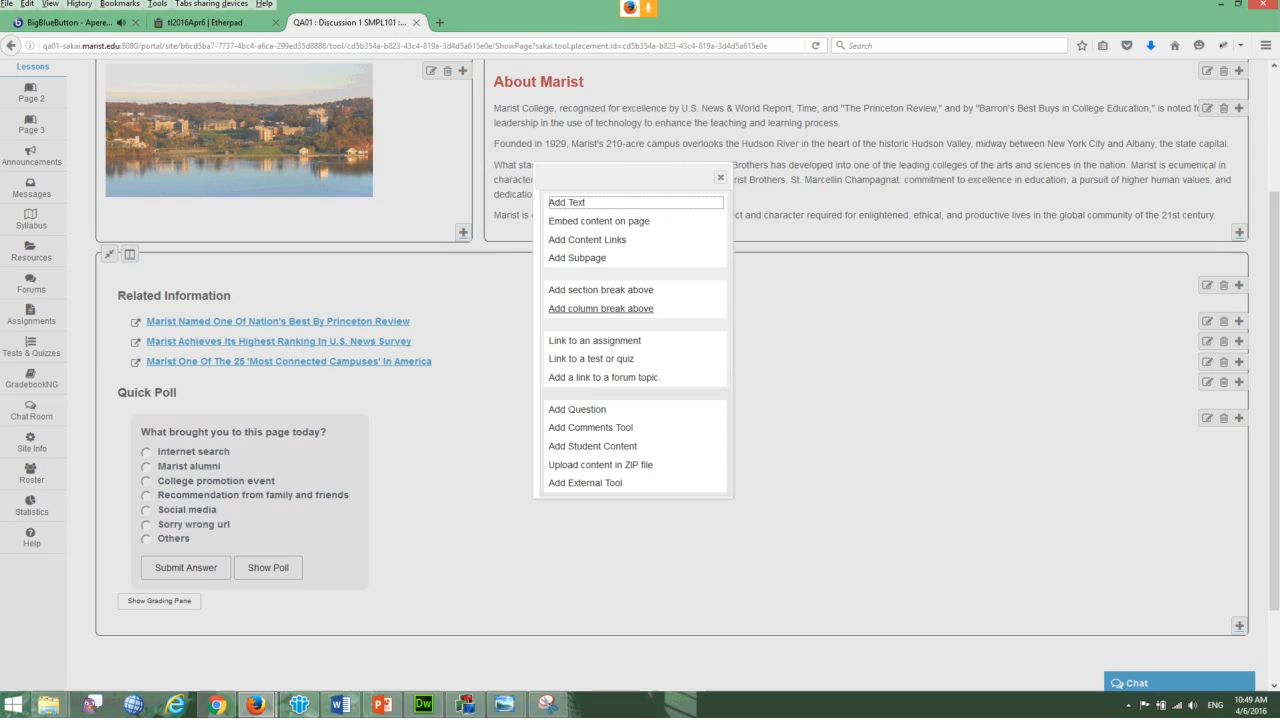 File Edit View History Bookmarks Tools Tabs sharing devices Help
BigBlueButton - Apere...
tl2016Apr6 | Etherpad
QA01 : Discussion 1 SMPL101 :...
qa01-sakai.marist.edu:8080/portal/site/b6cd5ba7-7737-4bc4-a6ca-299ed35d8888/tool/cd5b354a-b823-43c4-819a-3d4d5a615e0e/ShowPage?sakai.tool.placement.id=cd5b354a-b823-43c4-819a-3d4d5a615e0e
Search
Lessons
Page 2
Page 3
Announcements
Messages
Syllabus
Resources
Forums
Assignments
Tests & Quizzes
GradebookNG
Chat Room
Site Info
Roster
Statistics
Help
About Marist
Marist College, recognized for excellence by U.S. News & World Report, Time, and "The Princeton Review," and by "Barron's Best Buys in College Education," is noted fo
leadership in the use of technology to enhance the teaching and learning process.
Founded in 1929, Marist's 210-acre campus overlooks the Hudson River in the heart of the historic Hudson Valley, midway between New York City and Albany, the state capital.
What sta Brothers has developed into one of the leading colleges of the arts and sciences in the nation. Marist is ecumenical in
character rist Brothers, St. Marcellin Champagnat: commitment to excellence in education, a pursuit of higher human values, and
dedicatio
Marist is ect and character required for enlightened, ethical, and productive lives in the global community of the 21st century.
Add Text
Embed content on page
Add Content Links
Add Subpage
Add section break above
Add column break above
Link to an assignment
Link to a test or quiz
Add a link to a forum topic.
Add Question
Add Comments Tool
Add Student Content
Upload content in ZIP file
Add External Tool
Related Information
Marist Named One Of Nation's Best By Princeton Review
Marist Achieves Its Highest Ranking In U.S. News Survey
Marist One Of The 25 'Most Connected Campuses' In America
Quick Poll
What brought you to this page today?
Internet search
Marist alumni
College promotion event
Recommendation from family and friends
Social media
Sorry wrong url
Others
Submit Answer
Show Poll
Show Grading Pane
Chat
Dw
ENG
10:49 AM
4/6/2016